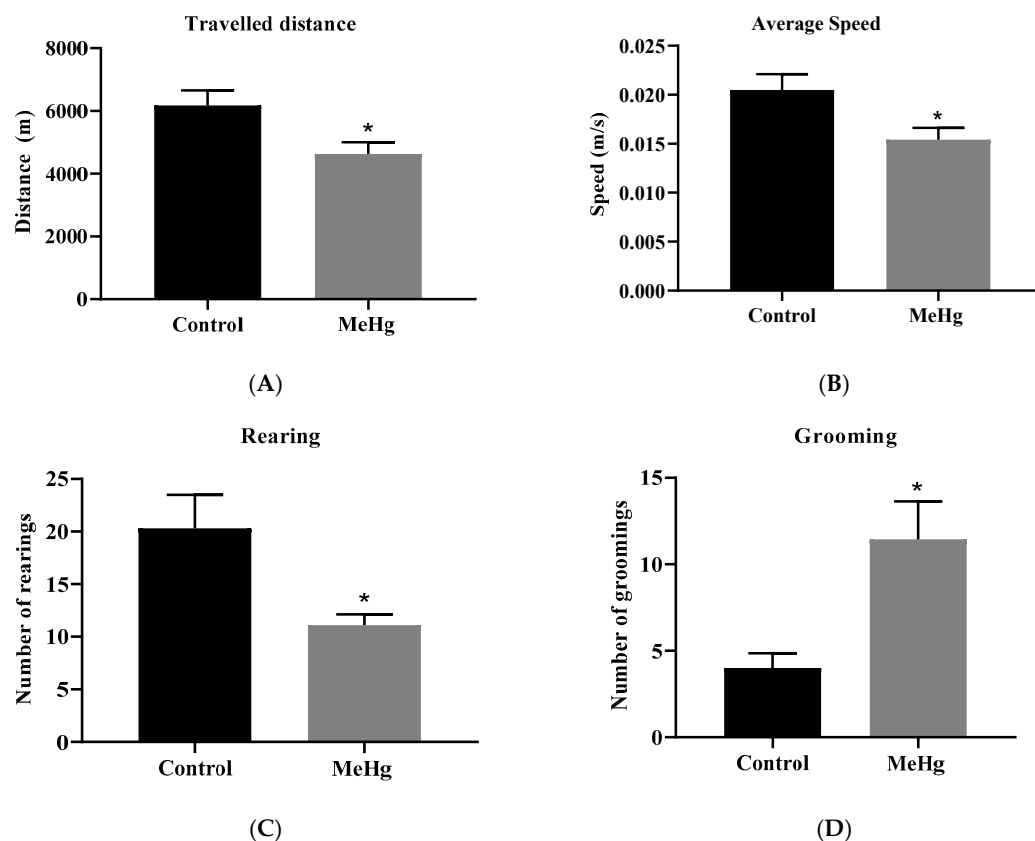 Travelled distance
8000
6000
4000
2000
0
Distance (m)
*
Control MeHg
(A)
Average Speed
0.025
0.020
0.015
0.010
0.005
0.000
Speed (m/s)
*
Control MeHg
(B)
Rearing
25
20
15
10
5
0
Number of rearings
*
Control MeHg
(C)
Grooming
15
10
5
0
Number of groomings
*
Control MeHg
(D)